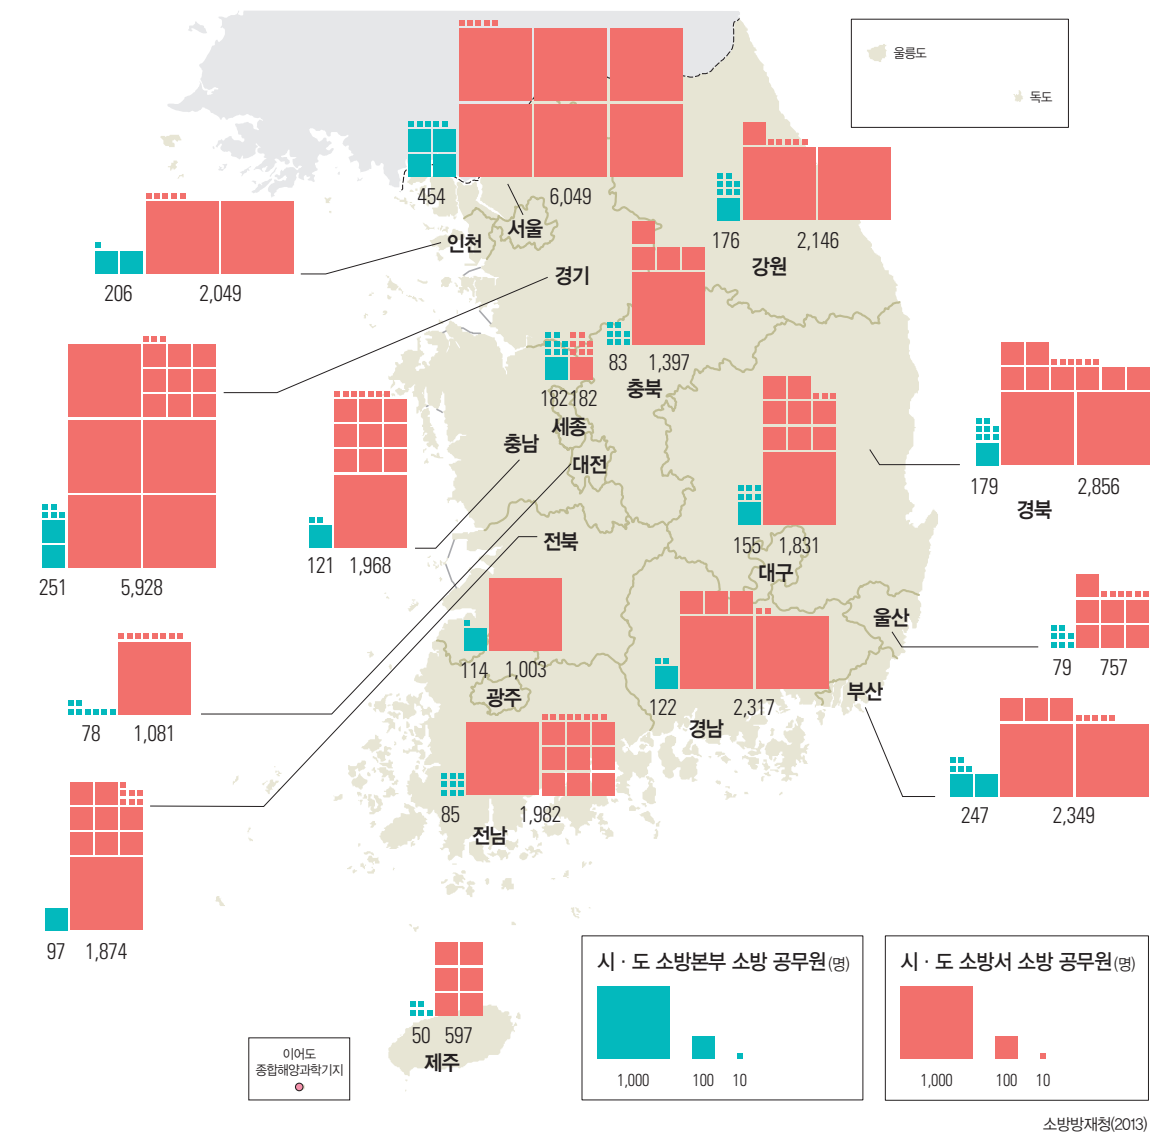 울릉도
독도
454
6,049
서울
인천
206
2,049
경기
176
2,146
강원
83
1,397
충북
182
182
세종
대전
충남
121
1,968
251
5,928
179
2,856
경북
155
1,831
대구
전북
114
1,003
광주
울산
79
757
부산
122
2,317
경남
247
2,349
78
1,081
85
1,982
전남
97
1,874
50
597
제주
이어도
종합해양과학기지
시 · 도 소방본부 소방 공무원(명)
1,000
100
10
시 · 도 소방서 소방 공무원(명)
1,000
100
10
소방방재청(2013)